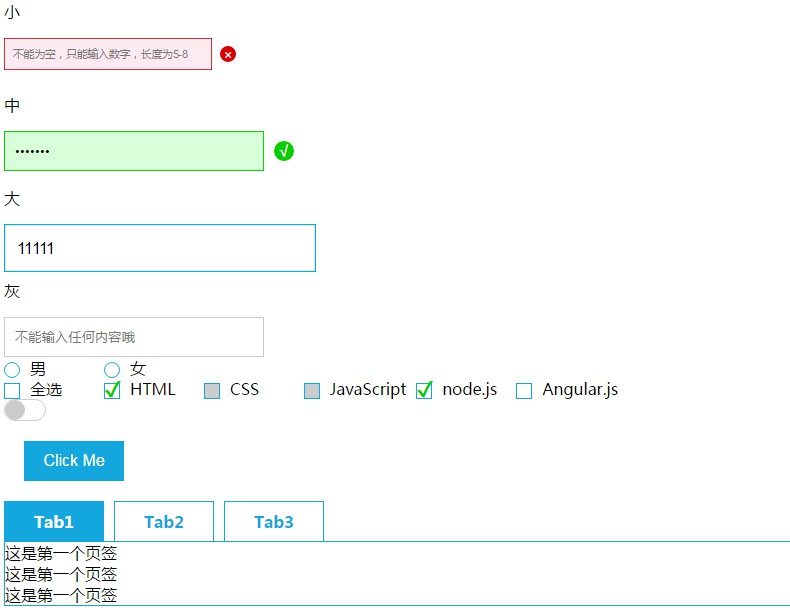 小
不能为空，只能输入数字，长度为5-8
中
•••••••
√
大
11111
灰
不能输入任何内容哦
男 女
全选 HTML CSS JavaScript node.js Angular.js
Click Me
Tab1 Tab2 Tab3
这是第一个页签
这是第一个页签
这是第一个页签